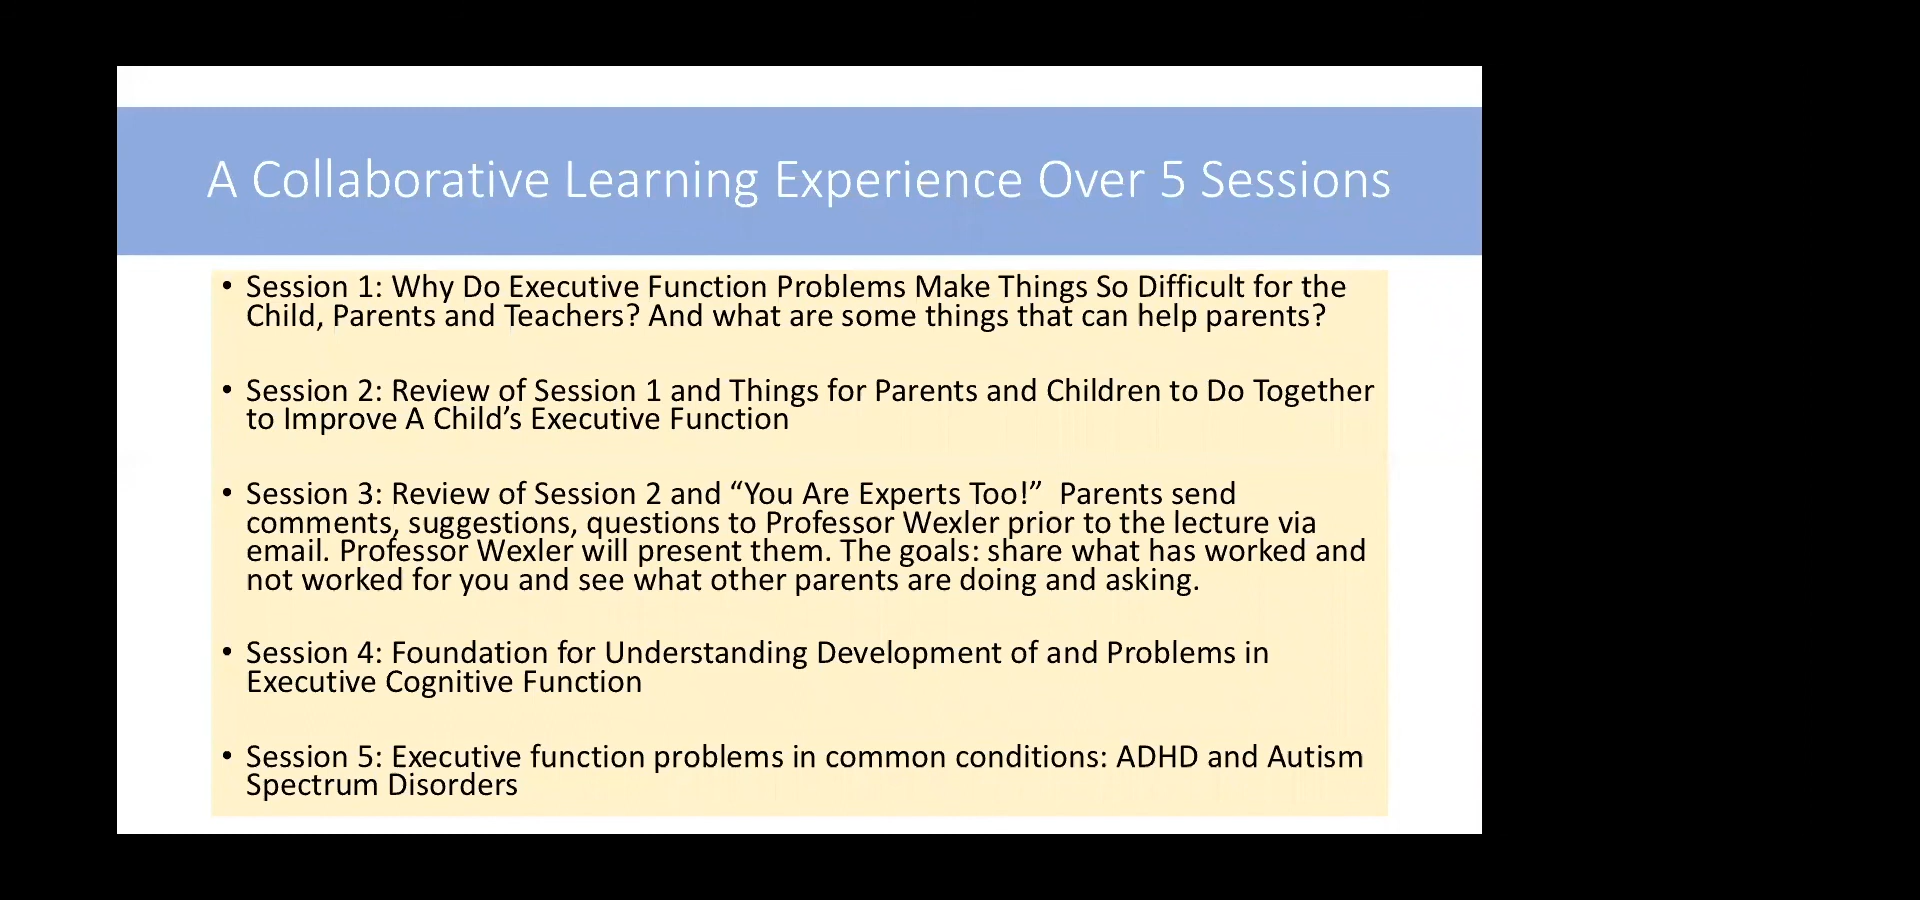 A Collaborative Learning Experience Over 5 Sessions
• Session 1: Why Do Executive Function Problems Make Things So Difficult for the
Child, Parents and Teachers? And what are some things that can help parents?
• Session 2: Review of Session 1 and Things for Parents and Children to Do Together
to Improve A Child’s Executive Function
• Session 3: Review of Session 2 and “You Are Experts Too!”  Parents send
comments, suggestions, questions to Professor Wexler prior to the lecture via
email. Professor Wexler will present them. The goals: share what has worked and
not worked for you and see what other parents are doing and asking.
• Session 4: Foundation for Understanding Development of and Problems in
Executive Cognitive Function
• Session 5: Executive function problems in common conditions: ADHD and Autism
Spectrum Disorders